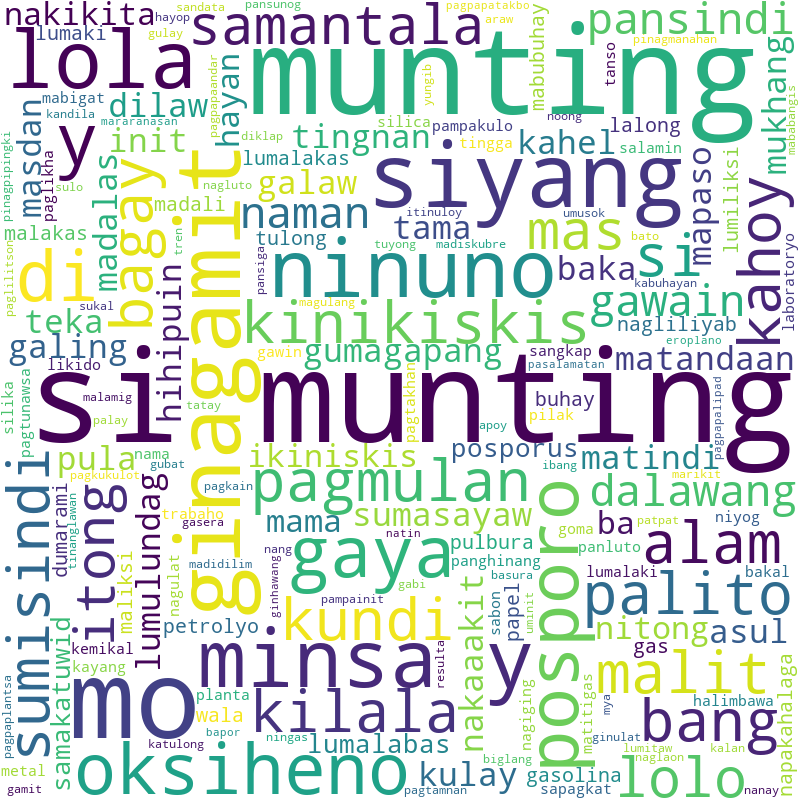 nakikita
lumaki
hayop
sandata
pansunog
samantala
pagpapatakbo
araw
munting
mabubuhay
pansindi
pinagmanahan
gulay
lola
y
masdan
mabigat
kandila
mararanasan
dilaw
init
pagpapaandar
hayan
diklap
tingnan
silica
pampakulo
yungib
tingga
noong
kahel
tanso
lalong
salamin
mukhang
mababangis
lumiliksi
pinagpipingki
sulo
paglikha
madalas
bagay
nagluto
madali
lumalakas
galaw
siyang
itinuloy
umusok
mapaso
kahoy
laboratoryo
malakas
paglilitson
di
ginagamit
tren
pansiga
naman
tulong
tama
tuyong
madiskubre
mas
bato
si
kabuhayan
baka
ninuno
magulang
eroplano
gawain
teka
sukal
hihipuin
kinikiskis
nagliliyab
galing
likido
gawin
gumagapang
sangkap
pasalamatan
matandaan
silika
pagtunawsa
malamig
palay
tatay
si munting
pagtakhan
buhay
pilak
pagpapalipad
apoy
pula
pagkukulot
nama
gubat
ikiniskis
posporus
ibang
matindi
marikit
sumisindi
dumarami
tinanglawan
itong
lumulundag
pagkain
trabaho
gasera
pagmulan
dalawang
mama
sumasayaw
posporo
goma
ba
patpat
niyog
alam
maliksi
nagulat
madidilim
nang
gaya
natin
pulbura
panghinang
panluto
samakatuwid
petrolyo
ginhawang
gabi
basura
lumalaki
bakal
palito
kemikal
kayang
pampainit
kundi
nakaaakit
sabon
papel
uminit
nitong
asul
minsa
y
gas
malit
napakahalaga
pagpaplantsa
mo
planta
wala
bapor
kilala
resulta
nagiging
matitigas
mya
halimbawa
bang
metal
gamit
oksiheno
katulong
ningas
lumalabas
kulay
biglang
ginulat
lumitaw
kalan
gasolina
naglaon
sapagkat
lolo
nanay
pagtamnan